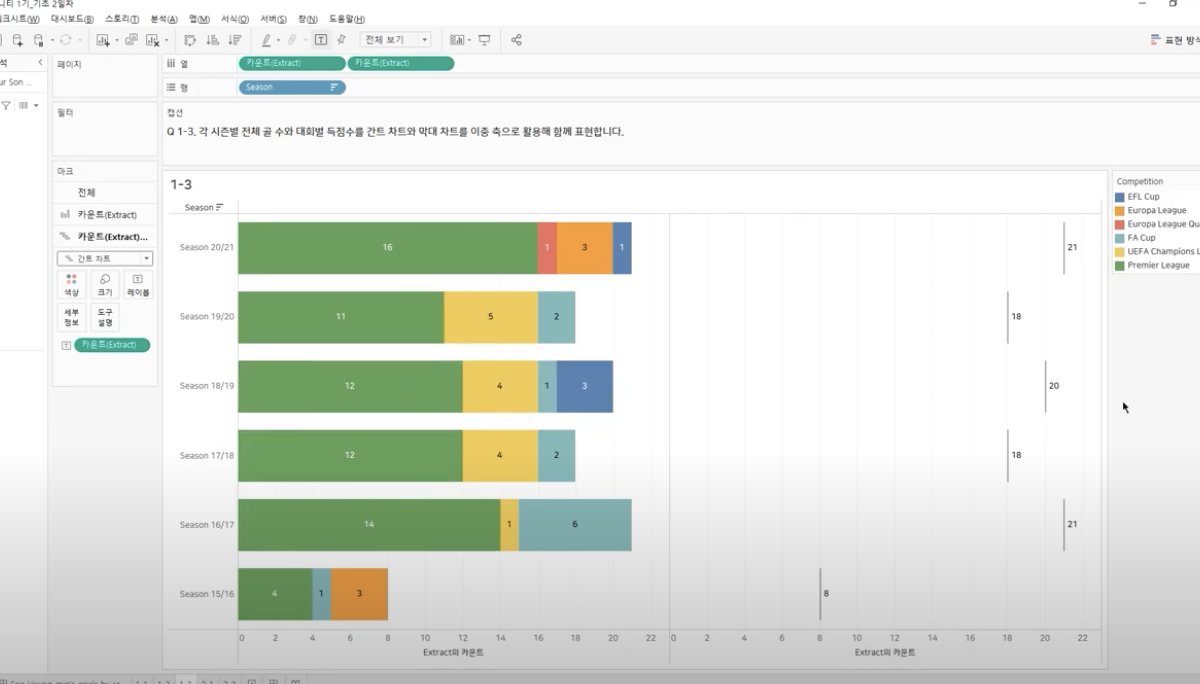 니티 1기_기초 2일차
크시트(W) 대시보드(B) 스토리(T) 분석(A) 맵(M) 서식(O) 서버(S) 창(N) 도움말(H)
전체 보기
표현 방식
석
ur Son ...
페이지
필터
마크
전체
카운트(Extract)
카운트(Extract)...
간트 차트
색상 크기 레이블
세부 정보 도구 설명
카운트(Extract)
열 카운트(Extract) 카운트(Extract)
행 Season
캡션
Q 1-3. 각 시즌별 전체 골 수와 대회별 득점수를 간트 차트와 막대 차트를 이중 축으로 활용해 함께 표현합니다.
1-3
Season
Season 20/21 16 1 3 1 21
Season 19/20 11 5 2 18
Season 18/19 12 4 1 3 20
Season 17/18 12 4 2 18
Season 16/17 14 1 6 21
Season 15/16 4 1 3 8
0 2 4 6 8 10 12 14 16 18 20 22 0 2 4 6 8 10 12 14 16 18 20 22
Extract의 카운트 Extract의 카운트
Competition
EFL Cup
Europa League
Europa League Qu
FA Cup
UEFA Champions L
Premier League